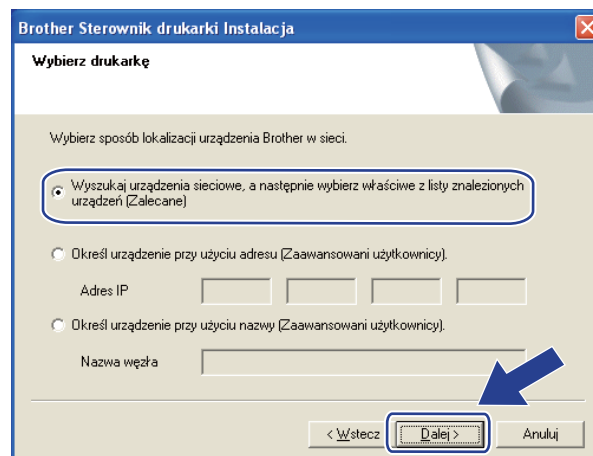 Brother Sterownik drukarki Instalacja
Wybierz drukarkę
Wybierz sposób lokalizacji urządzenia Brother w sieci.
Wyszukaj urządzenia sieciowe, a następnie wybierz właściwe z listy znalezionych
urządzeń (Zalecane)
Określ urządzenie przy użyciu adresu (Zaawansowani użytkownicy).
Adres IP
Określ urządzenie przy użyciu nazwy (Zaawansowani użytkownicy).
Nazwa węzła
< Wstecz Dalej > Anuluj